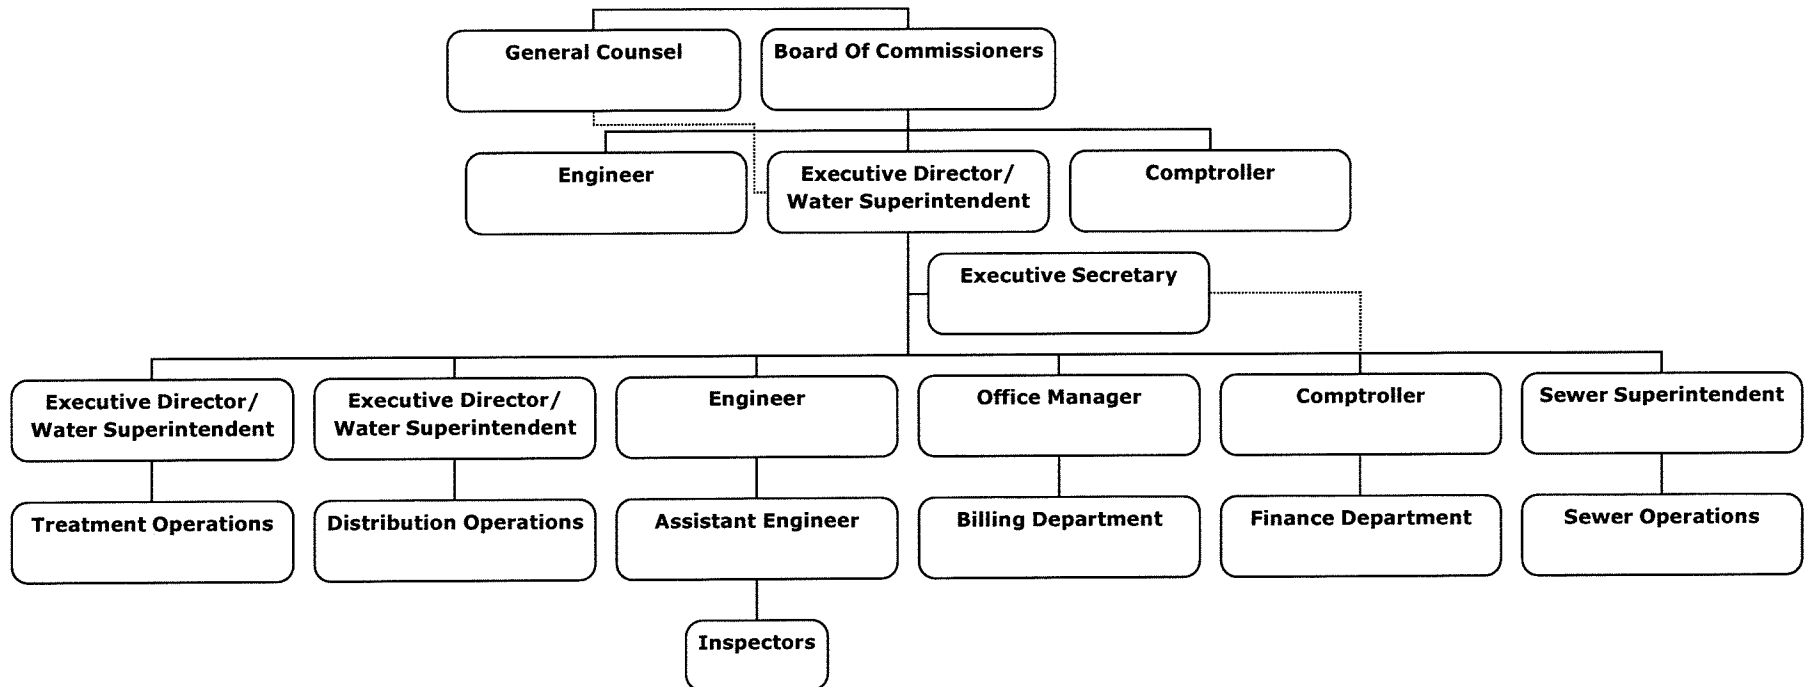 General Counsel
Board Of Commissioners
Engineer
Executive Director/
Water Superintendent
Comptroller
Executive Secretary
Executive Director/
Water Superintendent
Executive Director/
Water Superintendent
Engineer
Office Manager
Comptroller
Sewer Superintendent
Treatment Operations
Distribution Operations
Assistant Engineer
Billing Department
Finance Department
Sewer Operations
Inspectors